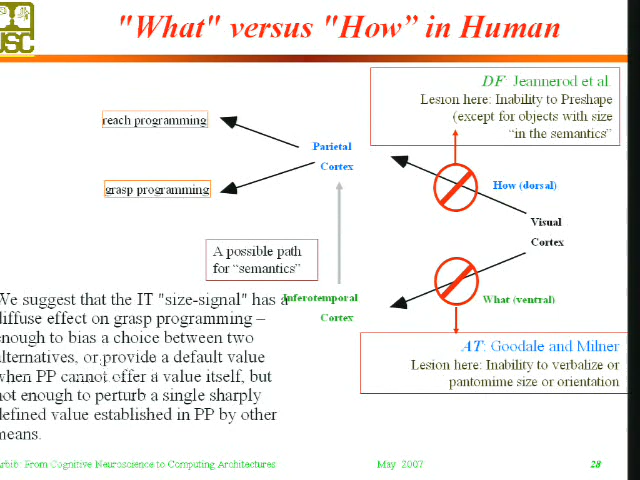 USC
"What" versus "How” in Human
DF: Jeannerod et al.
Lesion here: Inability to Preshape
(except for objects with size
“in the semantics”
reach programming
Parietal
Cortex
grasp programming
How (dorsal)
Visual
Cortex
A possible path
for “semantics”
Inferotemporal
Cortex
What (ventral)
We suggest that the IT "size-signal" has a
diffuse effect on grasp programming –
enough to bias a choice between two
alternatives, or provide a default value
when PP cannot offer a value itself, but
not enough to perturb a single sharply
defined value established in PP by other
means.
AT: Goodale and Milner
Lesion here: Inability to verbalize or
pantomime size or orientation
Arbib: From Cognitive Neuroscience to Computing Architectures
May 2007
28